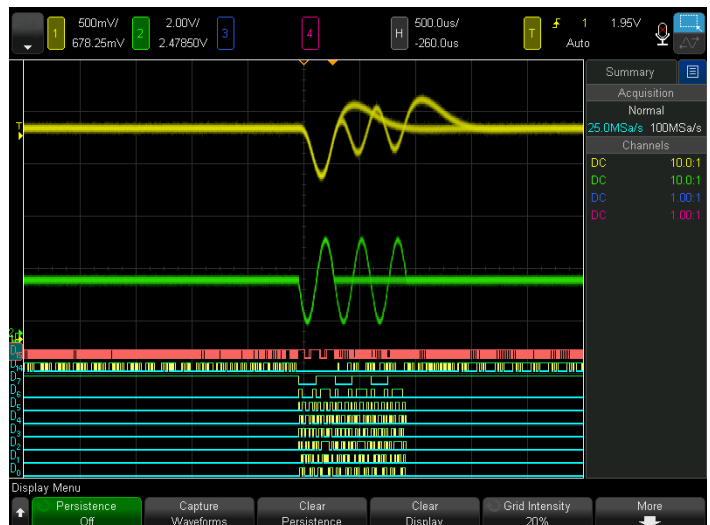 500mV/ 2.00V/ 500.0us/ 1 1.95V
1 2 3 4 H T
678.25mV 2.47850V -260.0us Auto
Summary
Acquisition
Normal
25.0MSa/s 100MSa/s
Channels
DC 10.0:1
DC 10.0:1
DC 1.00:1
DC 1.00:1
T
D15
D14
D7
D6
D5
D4
D3
D2
D1
D0
Display Menu
Persistence Capture Clear Clear Grid Intensity More
Off Waveforms Persistence Display 20%